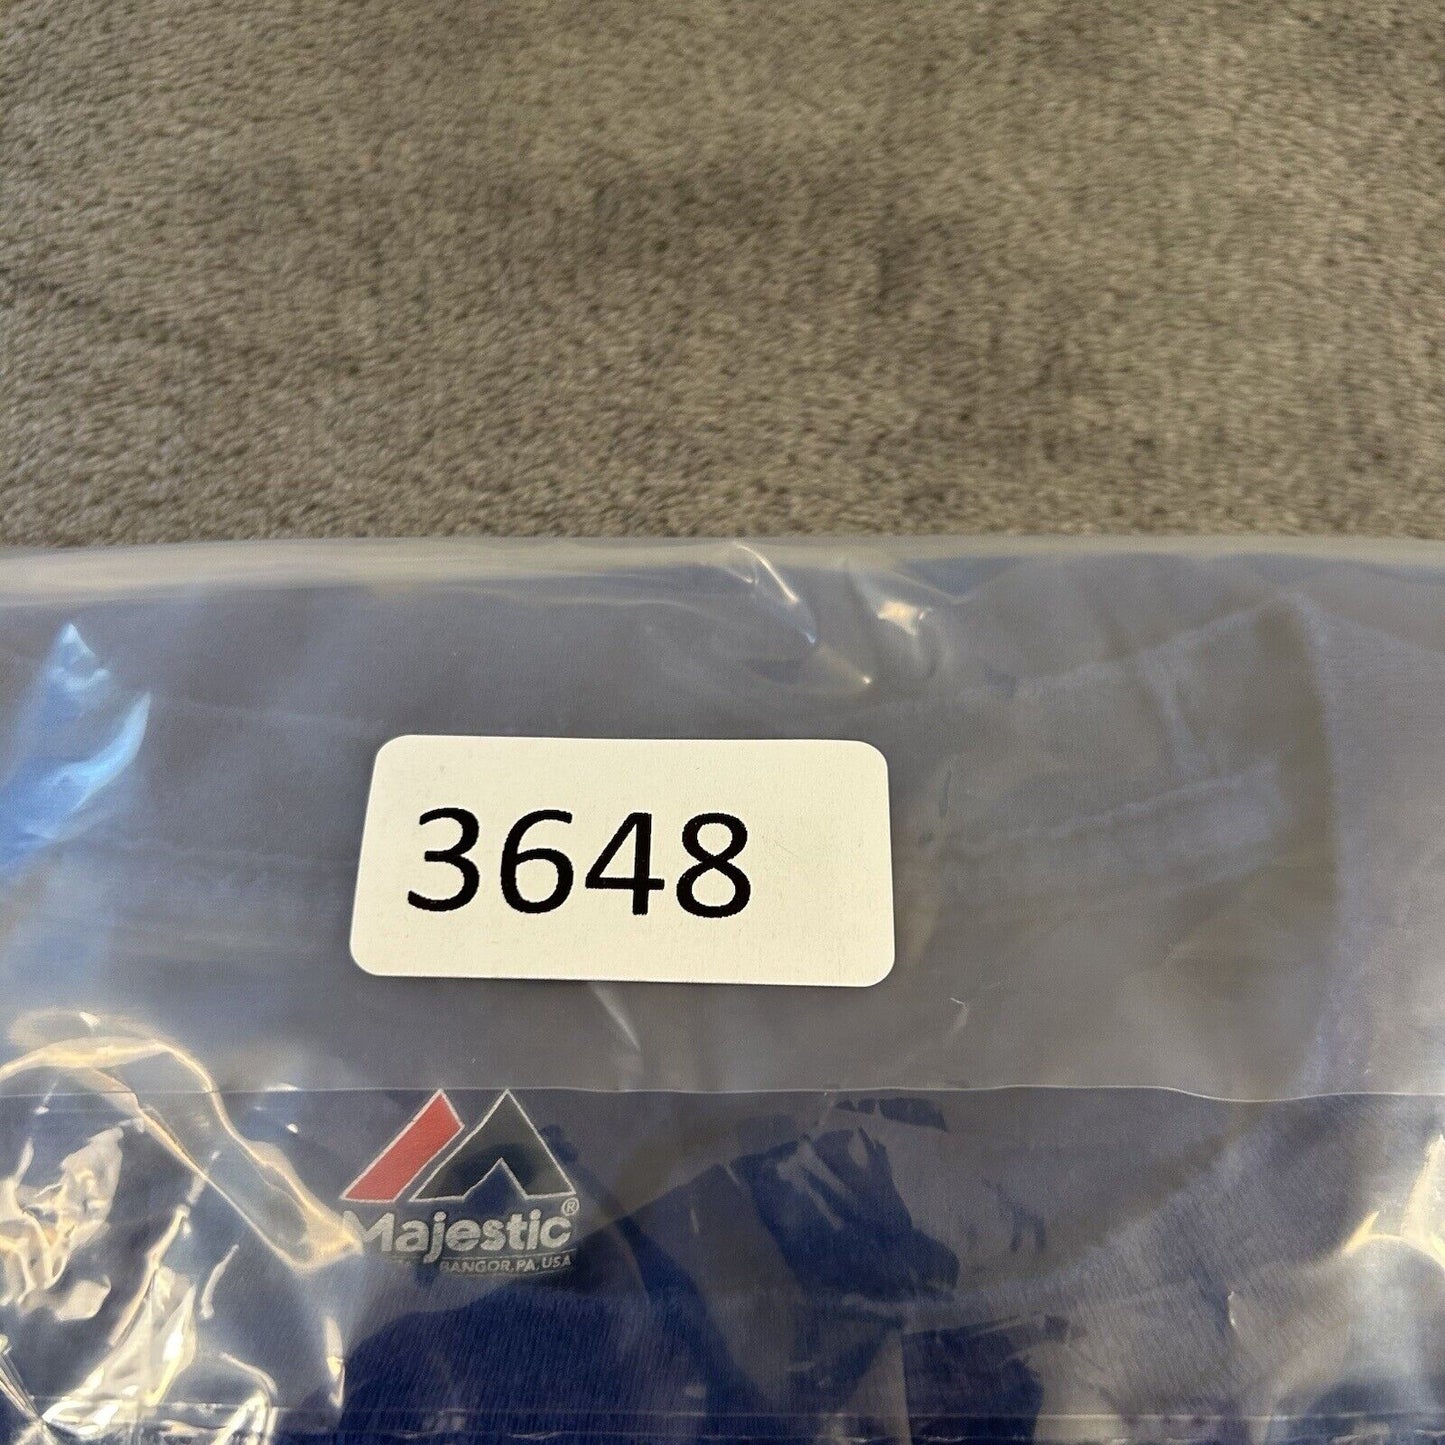 3648
Majestic®
BANGOR, PA, USA